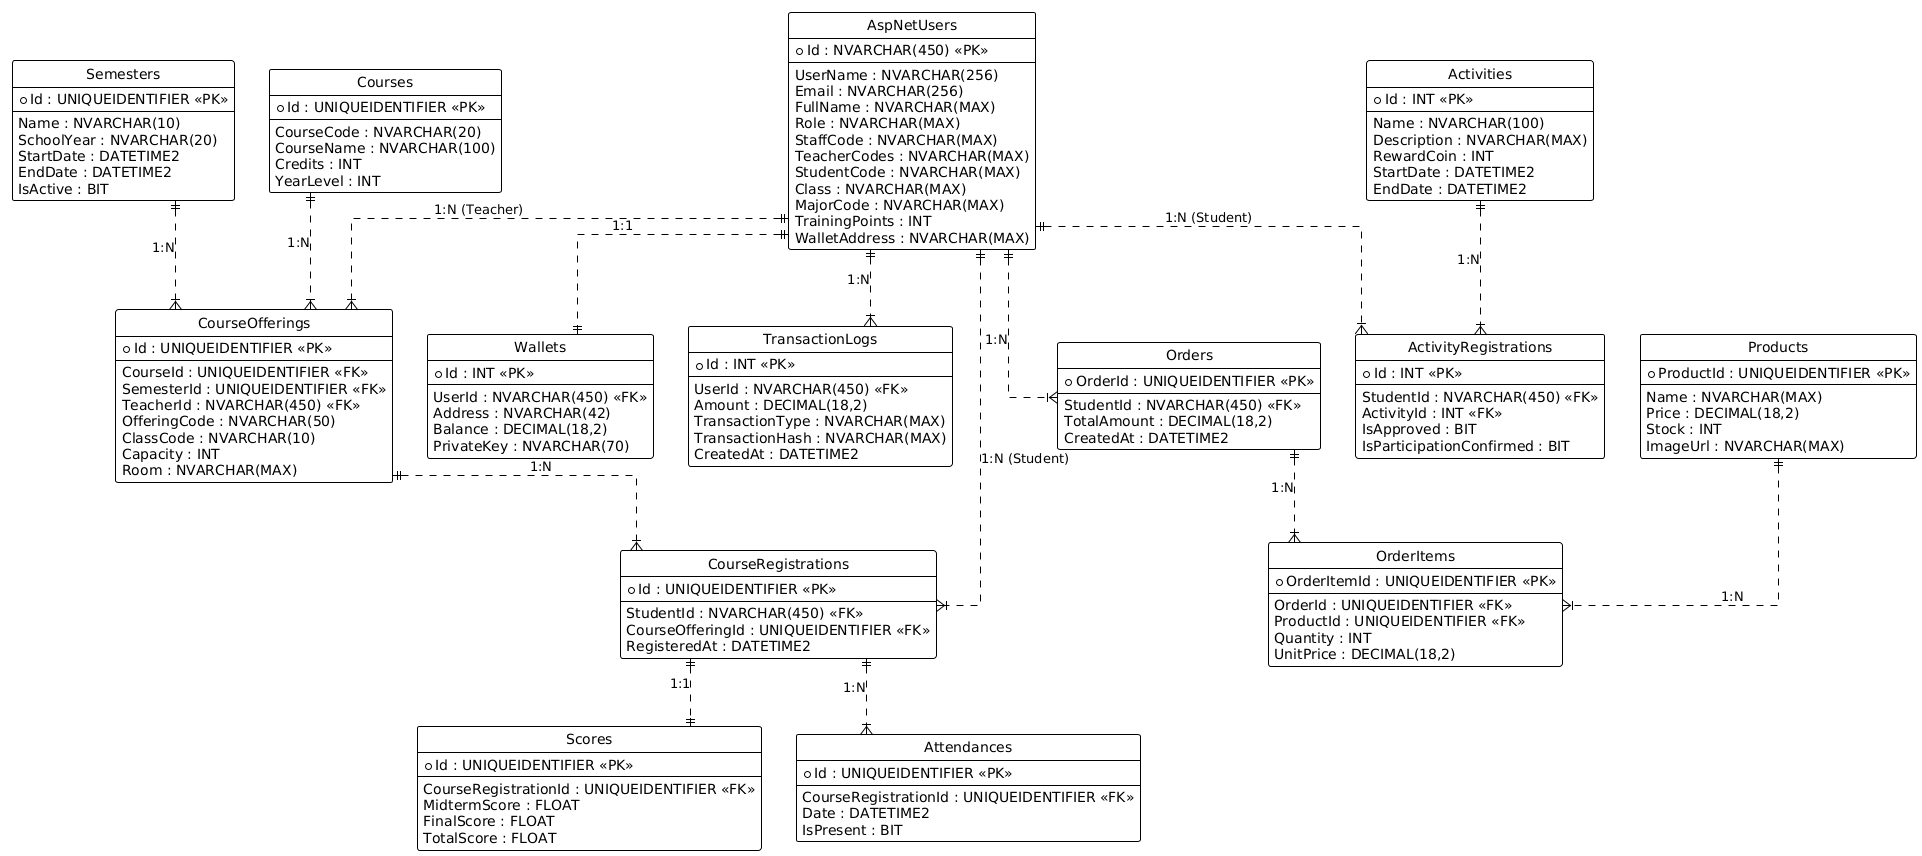 AspNetUsers
Id : NVARCHAR(450) «PK»
UserName : NVARCHAR(256)
Email : NVARCHAR(256)
FullName : NVARCHAR(MAX)
Role : NVARCHAR(MAX)
StaffCode : NVARCHAR(MAX)
TeacherCodes : NVARCHAR(MAX)
StudentCode : NVARCHAR(MAX)
Class : NVARCHAR(MAX)
MajorCode : NVARCHAR(MAX)
TrainingPoints : INT
WalletAddress : NVARCHAR(MAX)
Semesters
Id : UNIQUEIDENTIFIER «PK»
Name : NVARCHAR(10)
SchoolYear : NVARCHAR(20)
StartDate : DATETIME2
EndDate : DATETIME2
IsActive : BIT
Courses
Id : UNIQUEIDENTIFIER «PK»
CourseCode : NVARCHAR(20)
CourseName : NVARCHAR(100)
Credits : INT
YearLevel : INT
Activities
Id : INT «PK»
Name : NVARCHAR(100)
Description : NVARCHAR(MAX)
RewardCoin : INT
StartDate : DATETIME2
EndDate : DATETIME2
1:N (Teacher)
1:1
1:N (Student)
1:N
1:N
1:N
1:N
CourseOfferings
Id : UNIQUEIDENTIFIER «PK»
CourseId : UNIQUEIDENTIFIER «FK»
SemesterId : UNIQUEIDENTIFIER «FK»
TeacherId : NVARCHAR(450) «FK»
OfferingCode : NVARCHAR(50)
ClassCode : NVARCHAR(10)
Capacity : INT
Room : NVARCHAR(MAX)
Wallets
Id : INT «PK»
UserId : NVARCHAR(450) «FK»
Address : NVARCHAR(42)
Balance : DECIMAL(18,2)
PrivateKey : NVARCHAR(70)
TransactionLogs
Id : INT «PK»
UserId : NVARCHAR(450) «FK»
Amount : DECIMAL(18,2)
TransactionType : NVARCHAR(MAX)
TransactionHash : NVARCHAR(MAX)
CreatedAt : DATETIME2
1:N
Orders
OrderId : UNIQUEIDENTIFIER «PK»
StudentId : NVARCHAR(450) «FK»
TotalAmount : DECIMAL(18,2)
CreatedAt : DATETIME2
ActivityRegistrations
Id : INT «PK»
StudentId : NVARCHAR(450) «FK»
ActivityId : INT «FK»
IsApproved : BIT
IsParticipationConfirmed : BIT
Products
ProductId : UNIQUEIDENTIFIER «PK»
Name : NVARCHAR(MAX)
Price : DECIMAL(18,2)
Stock : INT
ImageUrl : NVARCHAR(MAX)
1:N
1:N (Student)
1:N
CourseRegistrations
Id : UNIQUEIDENTIFIER «PK»
StudentId : NVARCHAR(450) «FK»
CourseOfferingId : UNIQUEIDENTIFIER «FK»
RegisteredAt : DATETIME2
OrderItems
OrderItemId : UNIQUEIDENTIFIER «PK»
OrderId : UNIQUEIDENTIFIER «FK»
ProductId : UNIQUEIDENTIFIER «FK»
Quantity : INT
UnitPrice : DECIMAL(18,2)
1:N
1:1
1:N
Scores
Id : UNIQUEIDENTIFIER «PK»
CourseRegistrationId : UNIQUEIDENTIFIER «FK»
MidtermScore : FLOAT
FinalScore : FLOAT
TotalScore : FLOAT
Attendances
Id : UNIQUEIDENTIFIER «PK»
CourseRegistrationId : UNIQUEIDENTIFIER «FK»
Date : DATETIME2
IsPresent : BIT